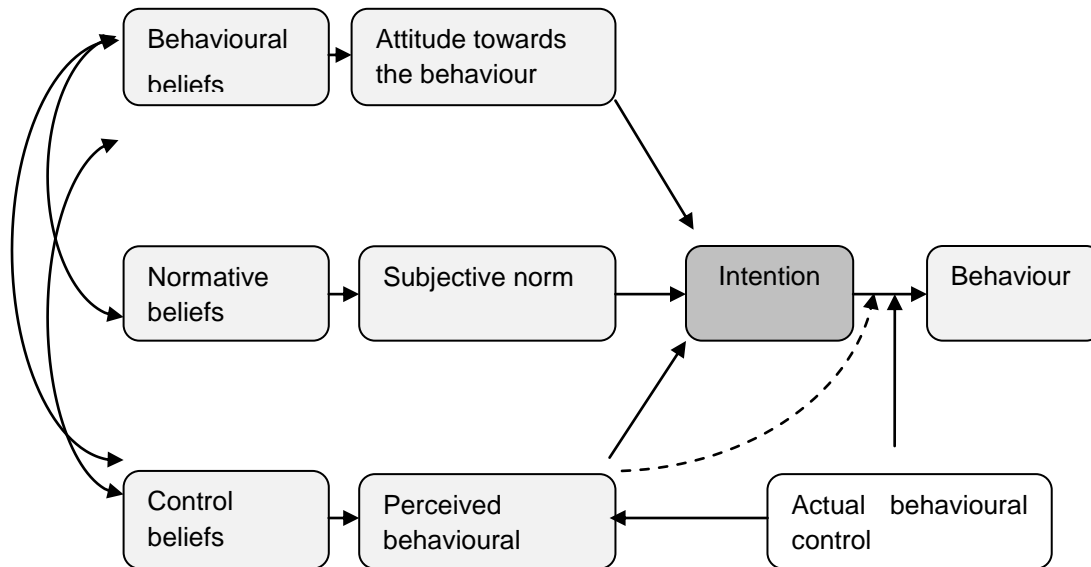 Behavioural
beliefs
Attitude towards
the behaviour
Normative
beliefs
Subjective norm
Intention
Behaviour
Control
beliefs
Perceived
behavioural
Actual behavioural
control